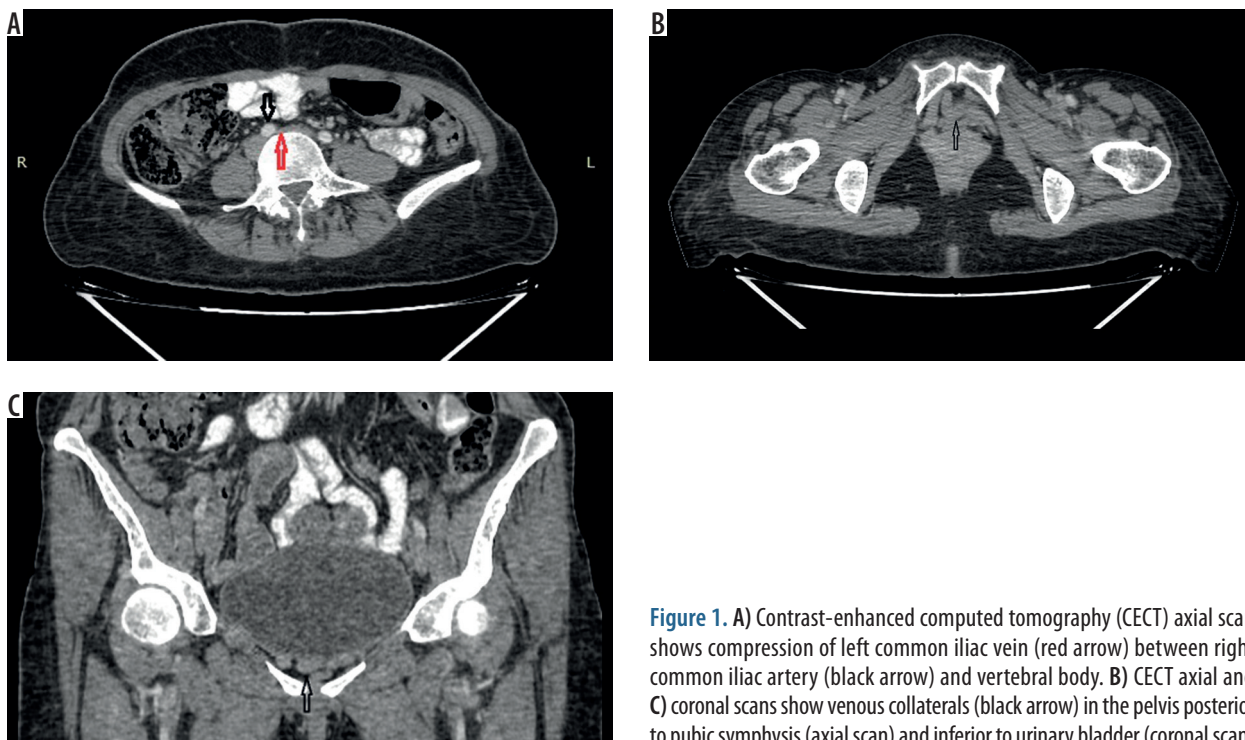 A
B
R
L
C
Figure 1. A) Contrast-enhanced computed tomography (CECT) axial sca
shows compression of left common iliac vein (red arrow) between righ
common iliac artery (black arrow) and vertebral body. B) CECT axial an
C) coronal scans show venous collaterals (black arrow) in the pelvis posterio
to pubic symphysis (axial scan) and inferior to urinary bladder (coronal scan